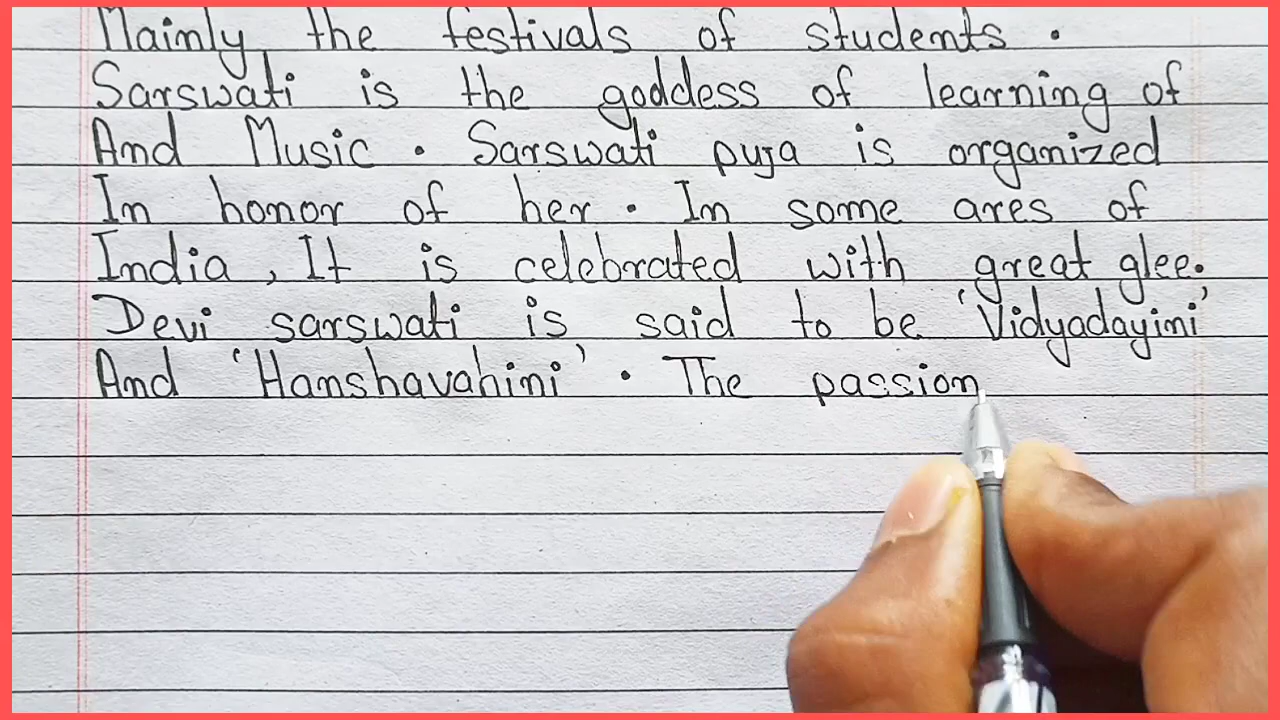 Mainly the festivals of students .
Sarswati is the goddess of learning of
And Music . Sarswati puja is organized
In honor of her . In some ares of
India , It is celebrated with great glee.
Devi sarswati is said to be 'Vidyadayini'
And 'Hanshavahini' . The passion